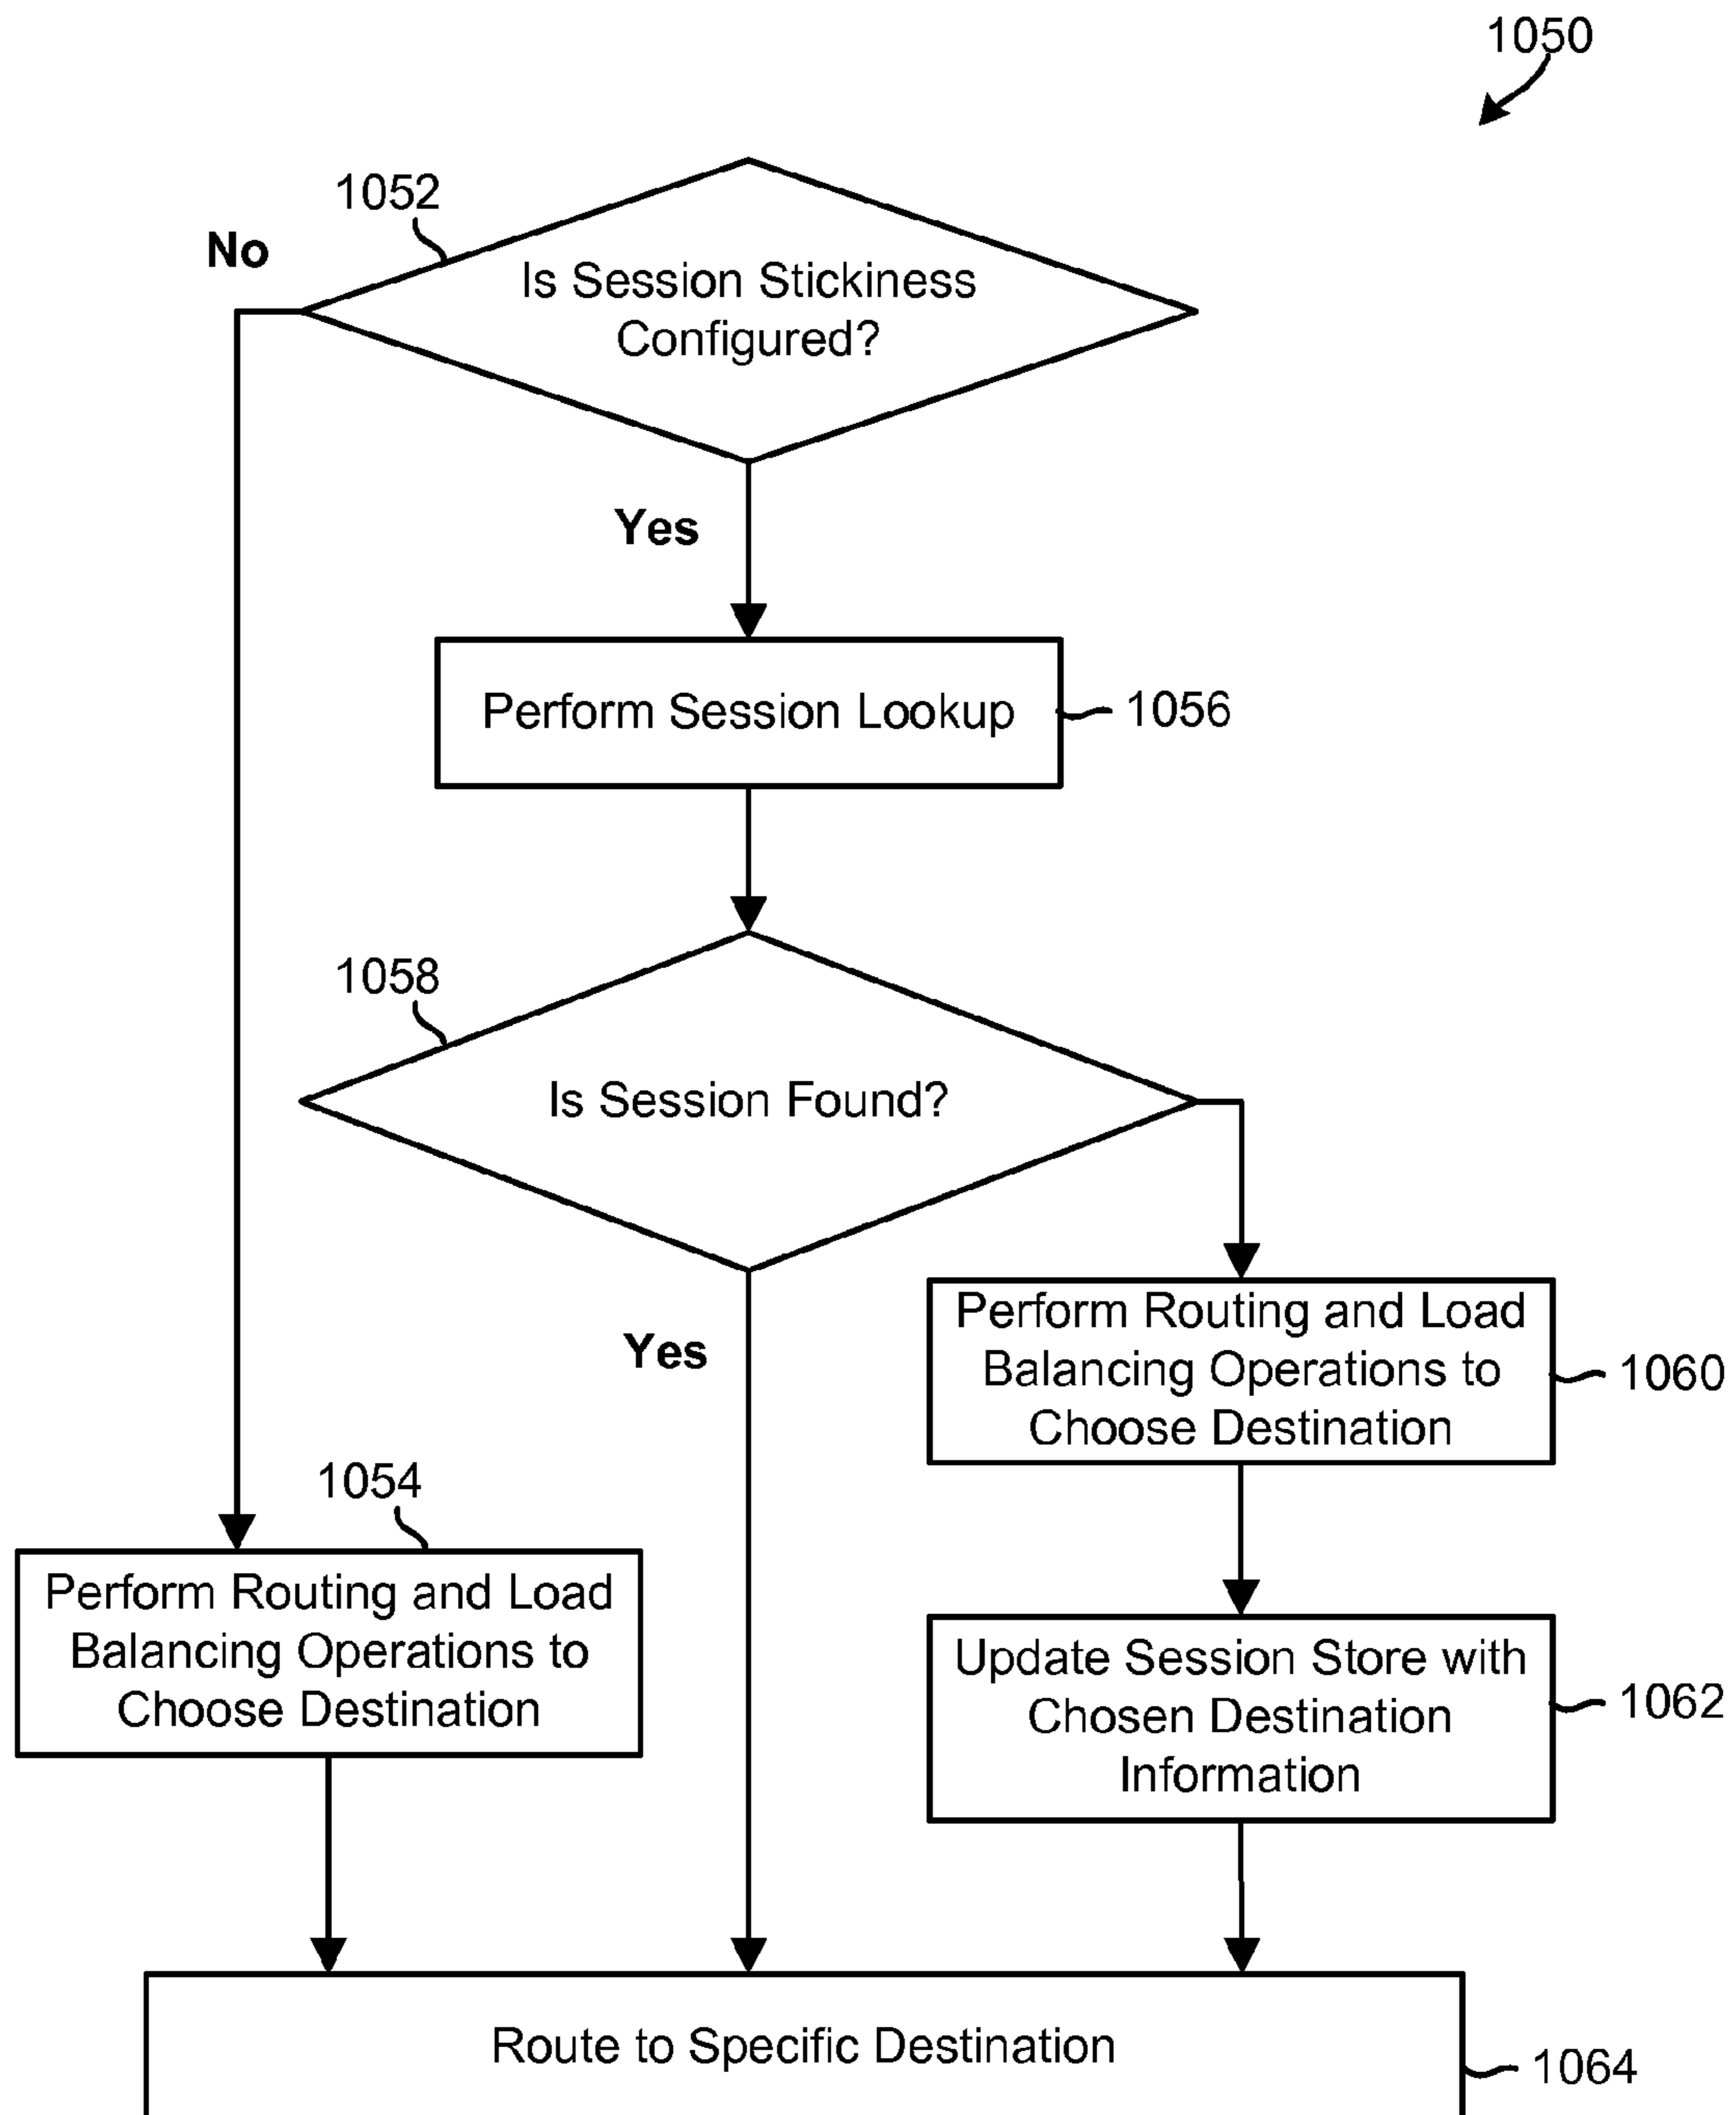 1050
1052
No
Is Session Stickiness
Configured?
Yes
Perform Session Lookup
1056
1058
Is Session Found?
Yes
Perform Routing and Load
Balancing Operations to
Choose Destination
1060
1054
Perform Routing and Load
Balancing Operations to
Choose Destination
Update Session Store with
Chosen Destination
Information
1062
Route to Specific Destination
1064